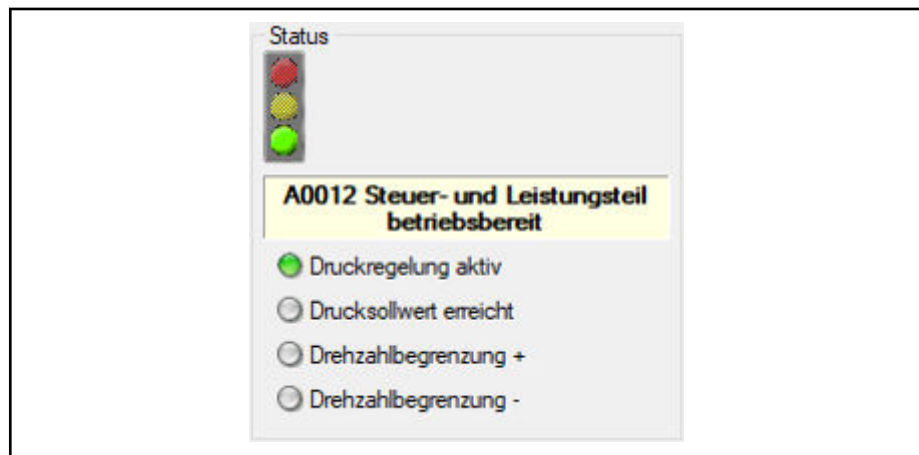 Status
A0012 Steuer- und Leistungsteil
betriebsbereit
Druckregelung aktiv
Drucksollwert erreicht
Drehzahlbegrenzung +
Drehzahlbegrenzung -